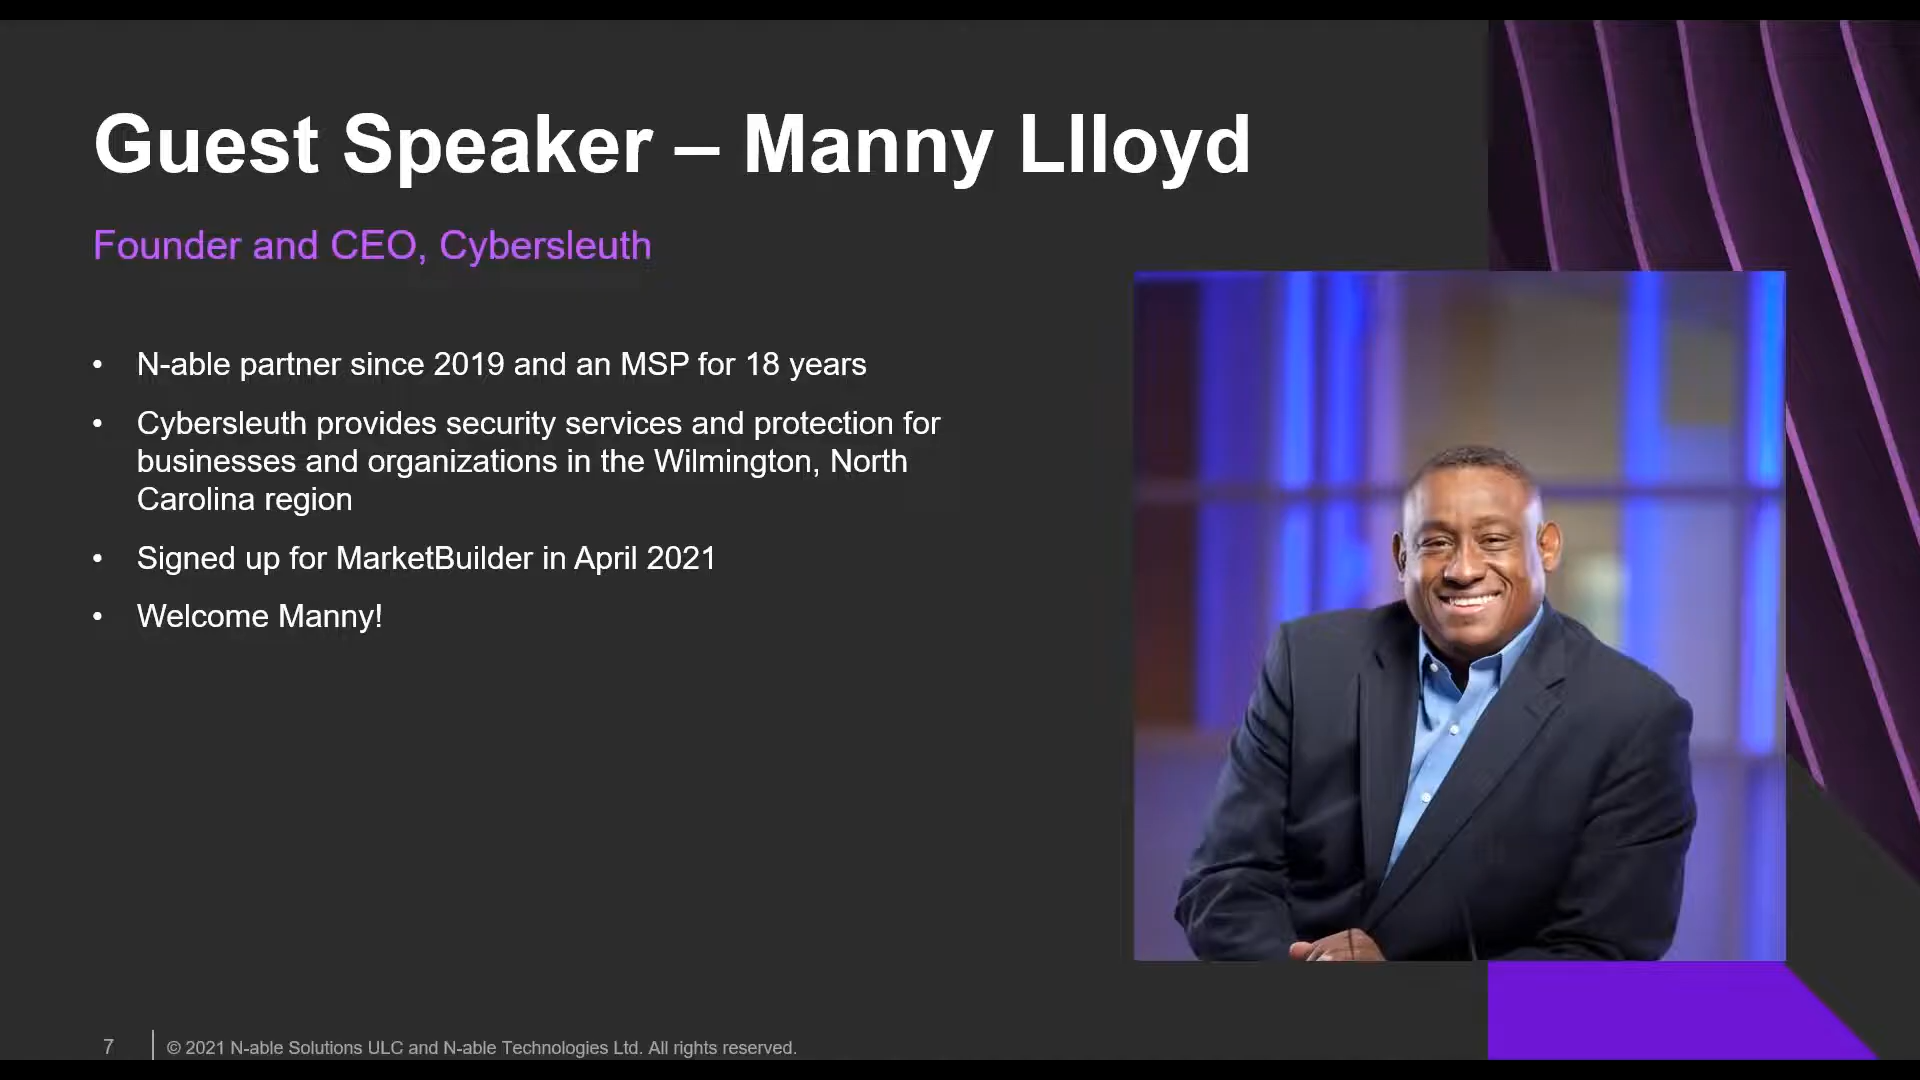 Guest Speaker – Manny Llloyd
Founder and CEO, Cybersleuth
• N-able partner since 2019 and an MSP for 18 years
• Cybersleuth provides security services and protection for
businesses and organizations in the Wilmington, North
Carolina region
• Signed up for MarketBuilder in April 2021
• Welcome Manny!
7
© 2021 N-able Solutions ULC and N-able Technologies Ltd. All rights reserved.